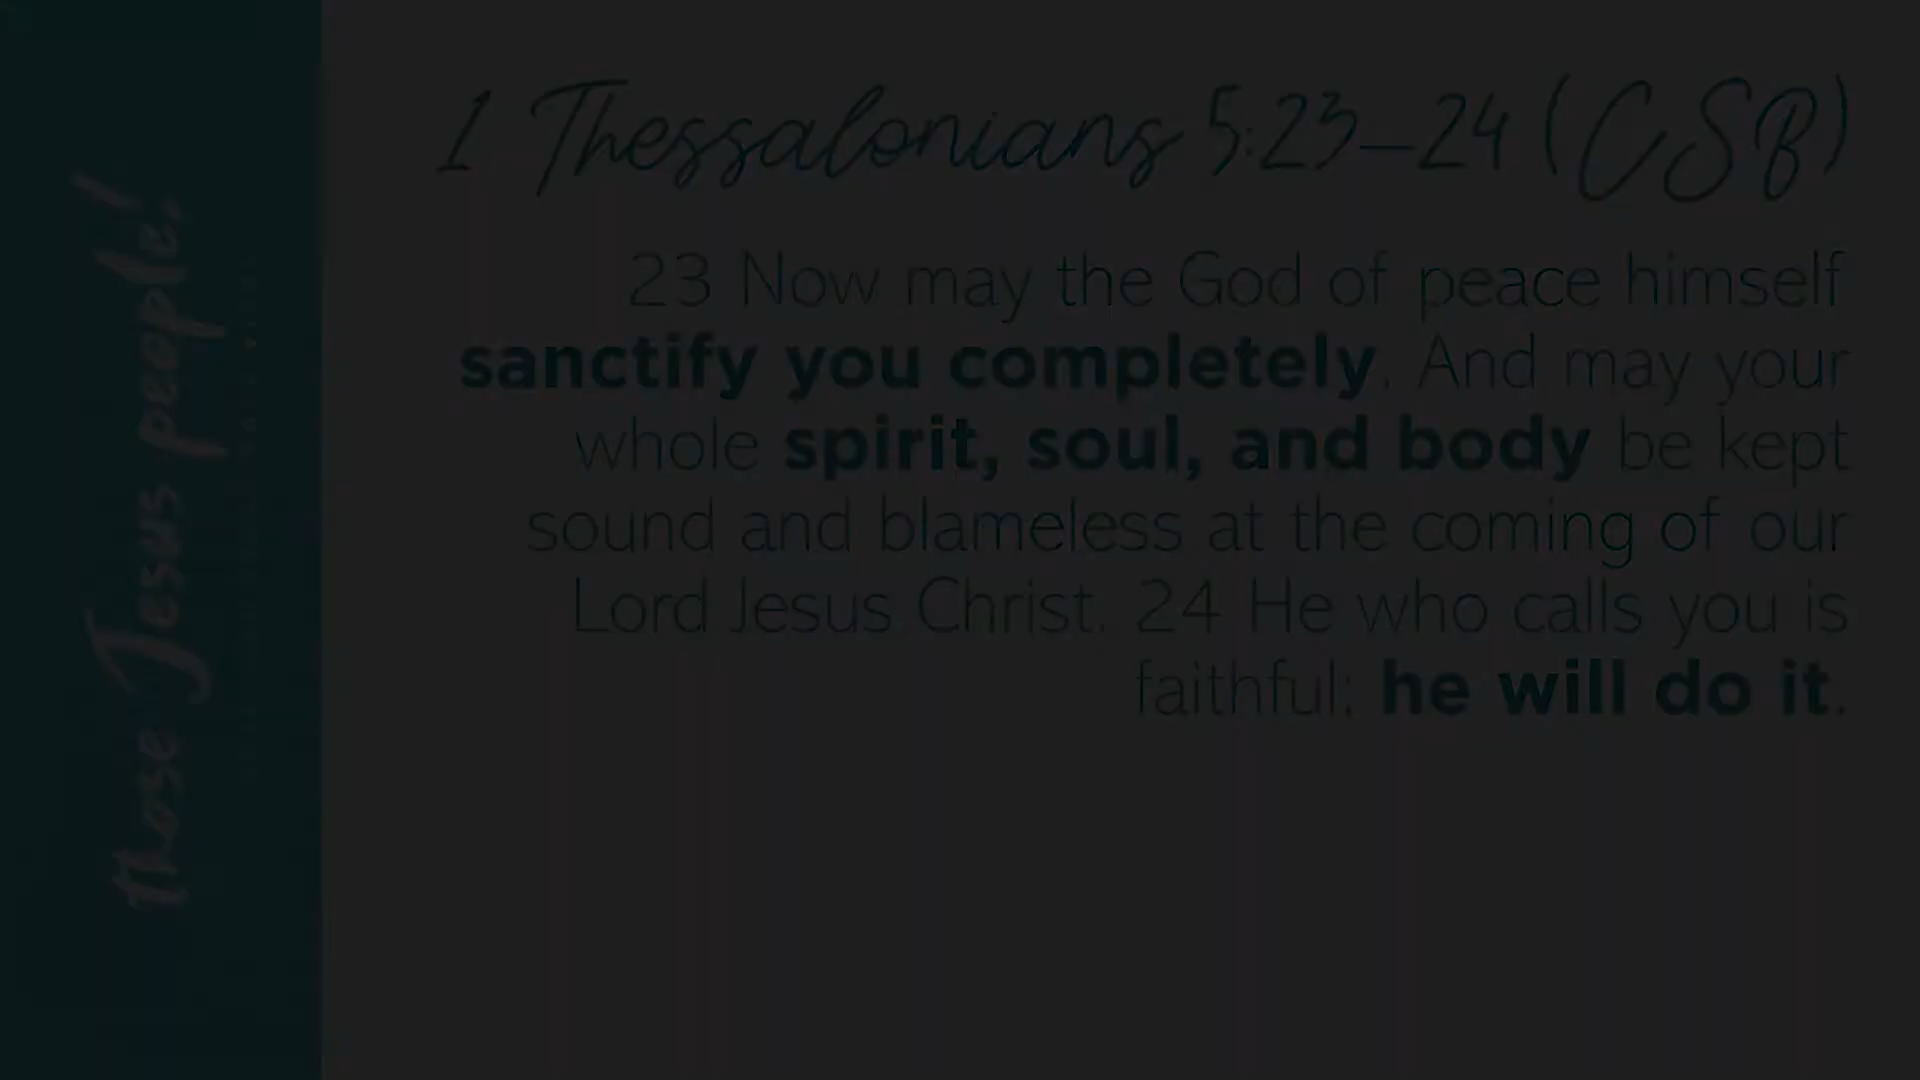 those Jesus people!
1 Thessalonians 5:23–24 (CSB)
23 Now may the God of peace himself
sanctify you completely. And may your
whole spirit, soul, and body be kept
sound and blameless at the coming of our
Lord Jesus Christ. 24 He who calls you is
faithful; he will do it.